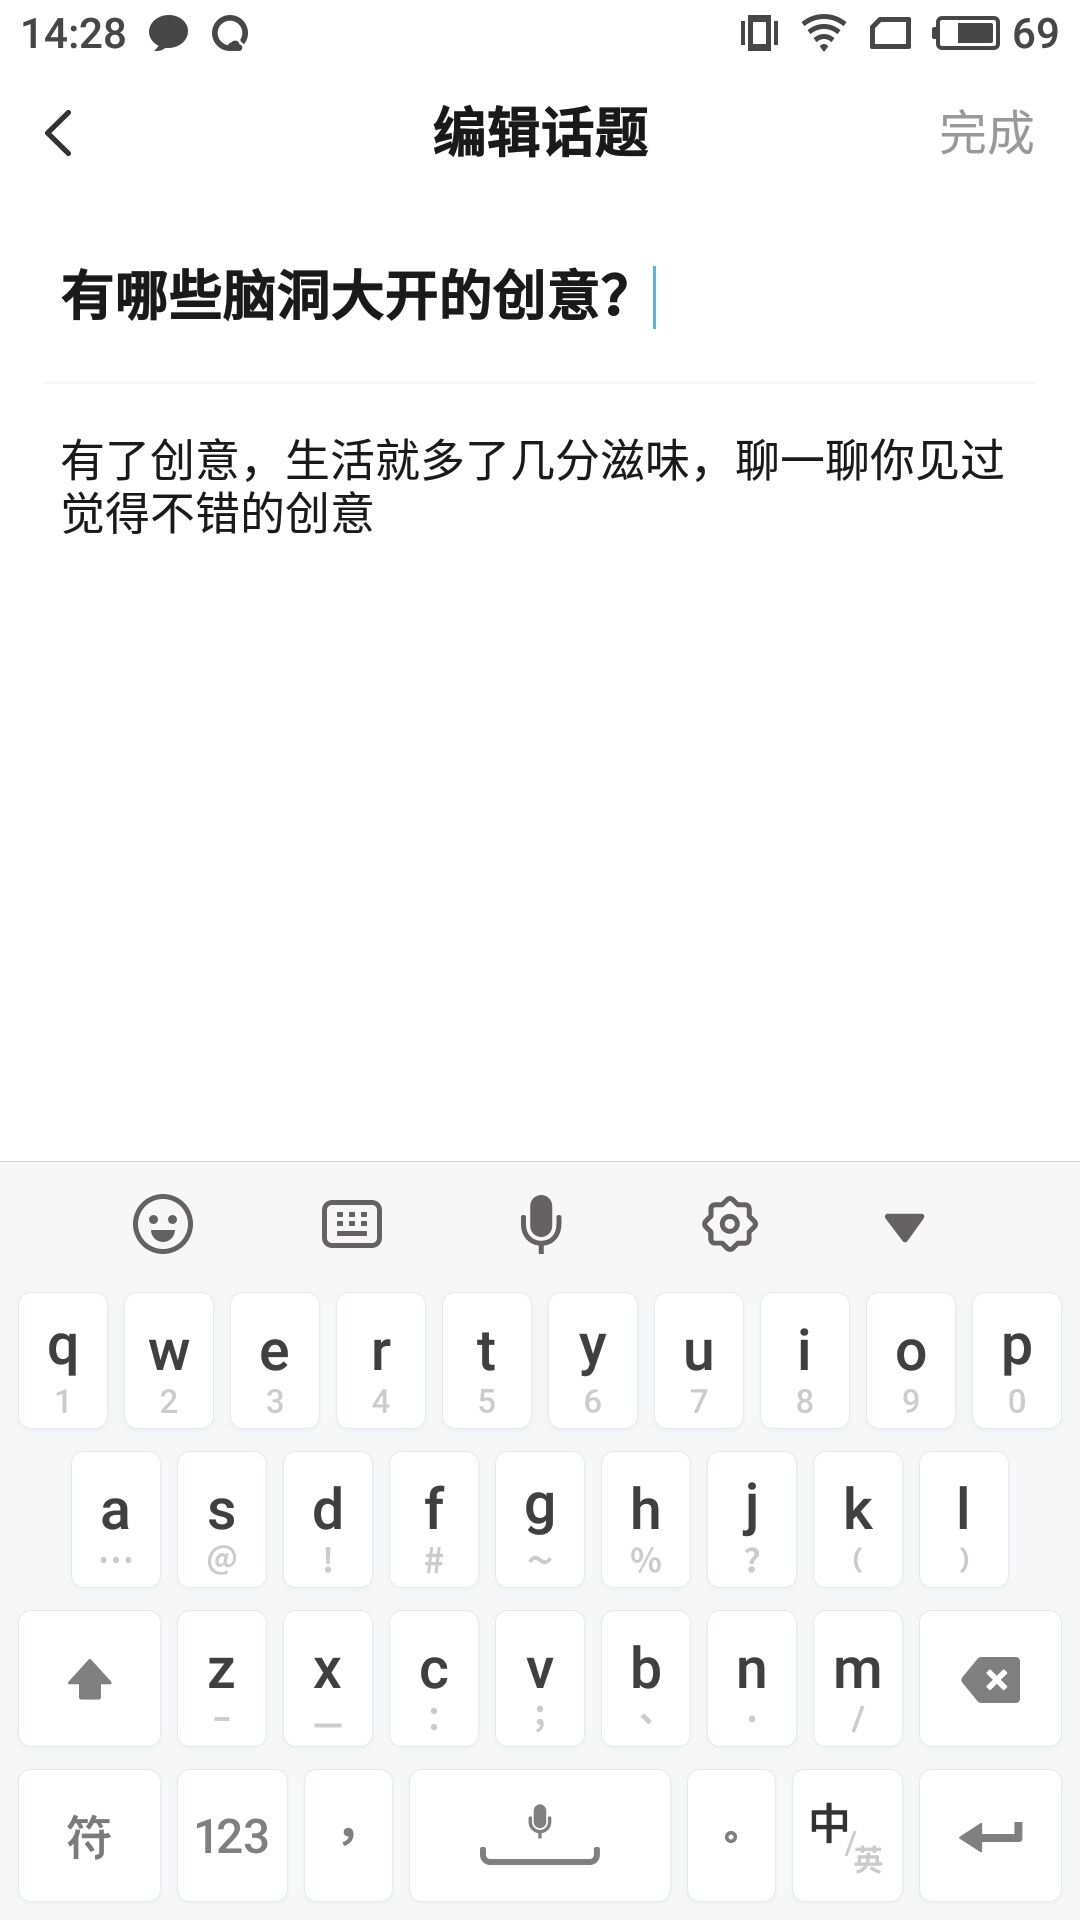 14:28 69
编辑话题 完成
有哪些脑洞大开的创意?
有了创意，生活就多了几分滋味，聊一聊你见过
觉得不错的创意
q w e r t y u i o p
1 2 3 4 5 6 7 8 9 0
a s d f g h j k l
… @ ! # ~ % ? ( )
z x c v b n m
- — : ; 、 · /
符 123 ， 。 中/英